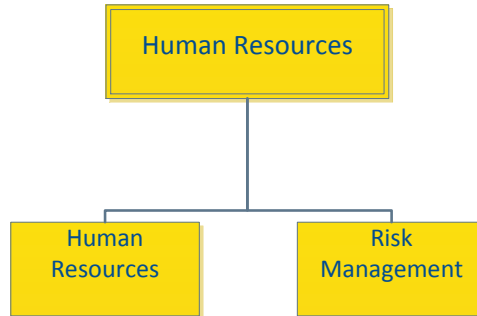 Human Resources
Human
Resources
Risk
Management